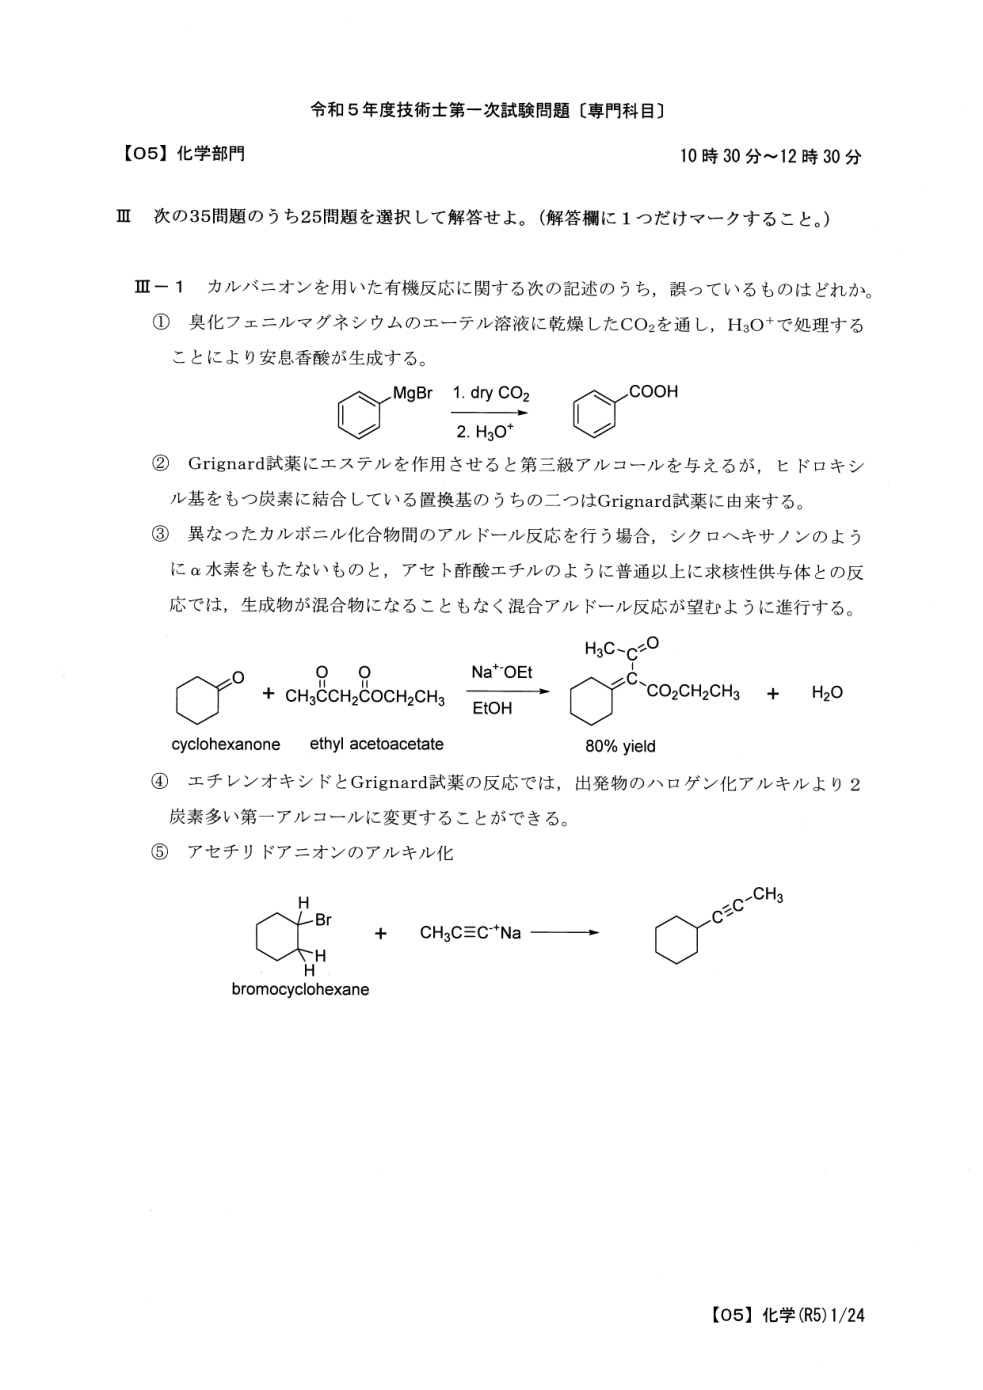 令和5年度技術士第一次試験問題〔専門科目〕
【05】化学部門 10時30分～12時30分
Ⅲ 次の35問題のうち25問題を選択して解答せよ。（解答欄に1つだけマークすること。）
Ⅲ－1 カルバニオンを用いた有機反応に関する次の記述のうち，誤っているものはどれか。
① 臭化フェニルマグネシウムのエーテル溶液に乾燥したCO₂を通し，H₃O⁺で処理する
ことにより安息香酸が生成する。
MgBr 1. dry CO₂ COOH
2. H₃O⁺
② Grignard試薬にエステルを作用させると第三級アルコールを与えるが，ヒドロキシ
ル基をもつ炭素に結合している置換基のうちの二つはGrignard試薬に由来する。
③ 異なったカルボニル化合物間のアルドール反応を行う場合，シクロヘキサノンのよう
にα水素をもたないものと，アセト酢酸エチルのように普通以上に求核性供与体との反
応では，生成物が混合物になることもなく混合アルドール反応が望むように進行する。
H₃C C O
O + O O Na⁺⁻OEt C
CH₃CCH₂COCH₂CH₃ EtOH CO₂CH₂CH₃ + H₂O
cyclohexanone ethyl acetoacetate 80% yield
④ エチレンオキシドとGrignard試薬の反応では，出発物のハロゲン化アルキルより2
炭素多い第一アルコールに変更することができる。
⑤ アセチリドアニオンのアルキル化
H C≡C CH₃
Br
+ CH₃C≡C⁻⁺Na
H
H
bromocyclohexane
【05】化学(R5)1/24